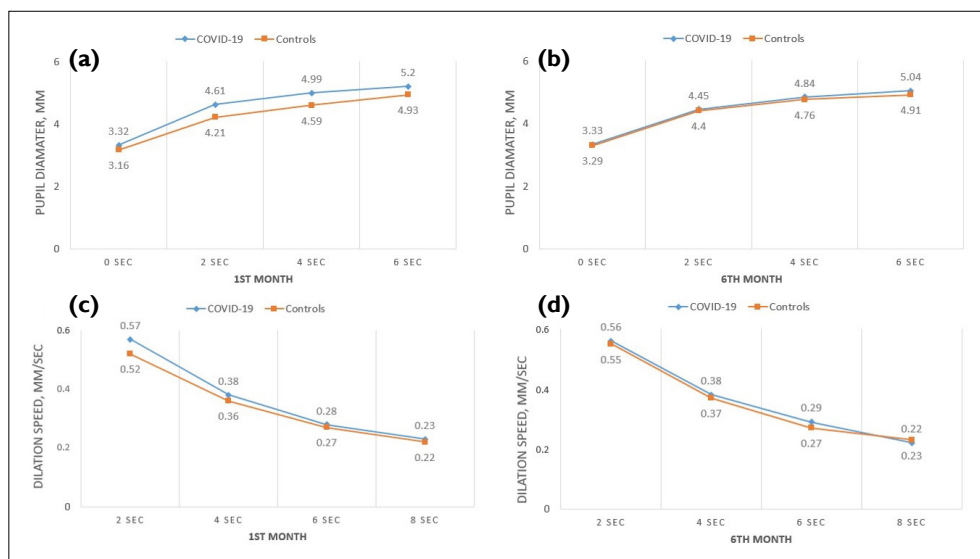 COVID-19 Controls
(a)
6
4
2
0
PUPIL DIAMATER, MM
3.32 4.61 4.99 5.2
3.16 4.21 4.59 4.93
0 SEC 2 SEC 4 SEC 6 SEC
1ST MONTH
COVID-19 Controls
(b)
6
4
2
0
PUPIL DIAMATER, MM
3.33 4.45 4.84 5.04
3.29 4.4 4.76 4.91
0 SEC 2 SEC 4 SEC 6 SEC
6TH MONTH
(c)
COVID-19 Controls
0.6
0.4
0.2
0
DILATION SPEED, MM/SEC
0.57 0.38 0.28 0.23
0.52 0.36 0.27 0.22
2 SEC 4 SEC 6 SEC 8 SEC
1ST MONTH
(d)
COVID-19 Controls
0.6
0.4
0.2
0
DILATION SPEED, MM/SEC
0.56 0.38 0.29 0.22
0.55 0.37 0.27 0.23
2 SEC 4 SEC 6 SEC 8 SEC
6TH MONTH